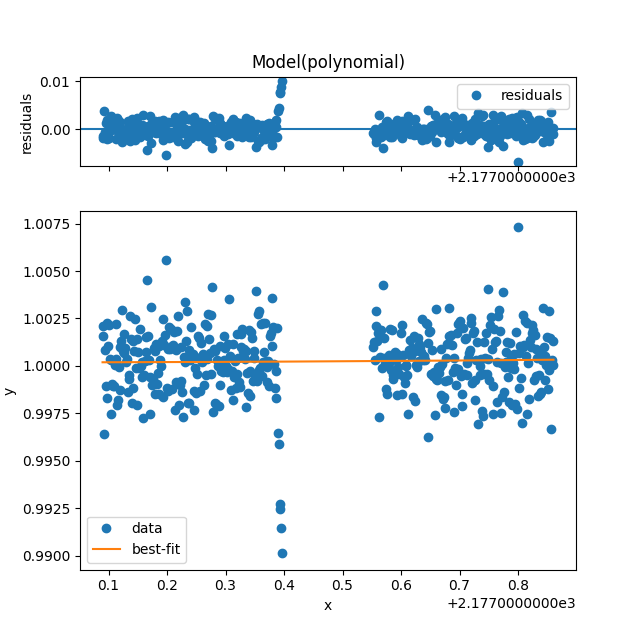 Model(polynomial)
0.01
0.00
residuals
residuals
+2.1770000000e3
1.0075
1.0050
1.0025
1.0000
0.9975
0.9950
0.9925
0.9900
y
data
best-fit
0.1 0.2 0.3 0.4 0.5 0.6 0.7 0.8
x
+2.1770000000e3